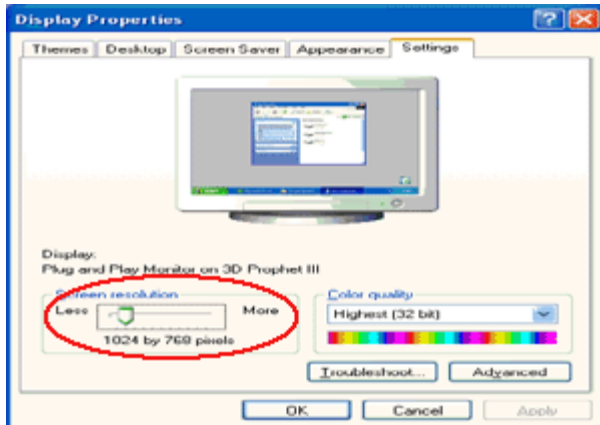 Display Properties
Themes Desktop Screen Saver Appearance Settings
Display:
Plug and Play Monitor on 3D Prophet III
Screen resolution
Less More
1024 by 768 pixels
Color quality
Highest (32 bit)
Troubleshoot... Advanced
OK Cancel Apply